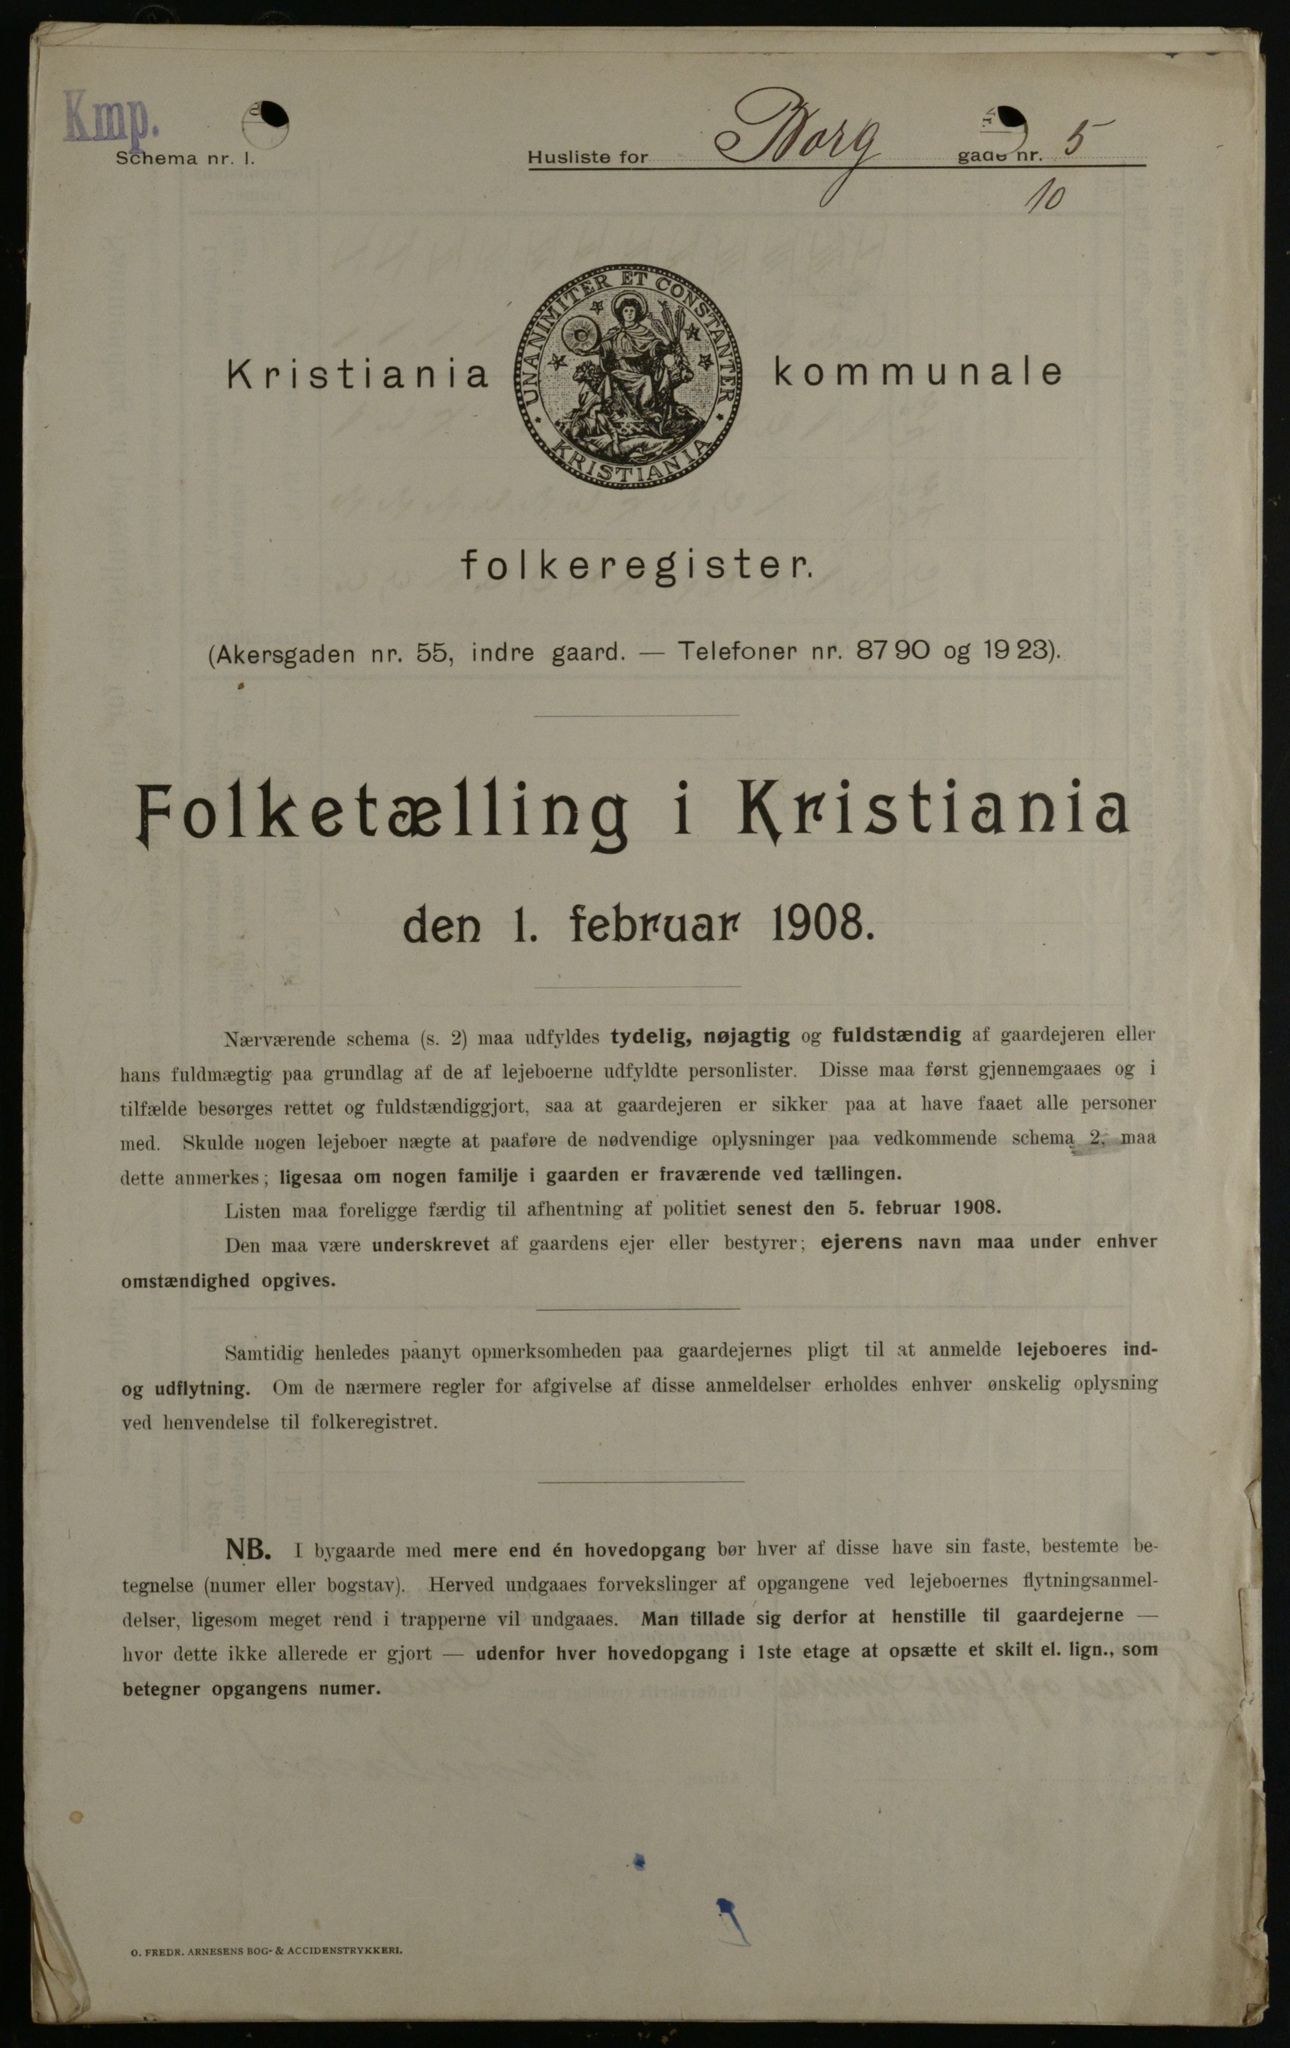 Kmp.
Schema nr. 1.
Husliste for Borg gade nr. 5
10
UNANIMITER ET CONSTANTER
KRISTIANIA
Kristiania kommunale
folkeregister.
(Akersgaden nr. 55, indre gaard. — Telefoner nr. 8790 og 1923).
Folketælling i Kristiania
den 1. februar 1908.
Nærværende schema (s. 2) maa udfyldes tydelig, nøjagtig og fuldstændig af gaardejeren eller
hans fuldmægtig paa grundlag af de af lejeboerne udfyldte personlister. Disse maa først gjennemgaaes og i
tilfælde besørges rettet og fuldstændiggjort, saa at gaardejeren er sikker paa at have faaet alle personer
med. Skulde nogen lejeboer nægte at paaføre de nødvendige oplysninger paa vedkommende schema 2, maa
dette anmerkes; ligesaa om nogen familje i gaarden er fraværende ved tællingen.
Listen maa foreligge færdig til afhentning af politiet senest den 5. februar 1908.
Den maa være underskrevet af gaardens ejer eller bestyrer; ejerens navn maa under enhver
omstændighed opgives.
Samtidig henledes paanyt opmerksomheden paa gaardejernes pligt til at anmelde lejeboeres ind-
og udflytning. Om de nærmere regler for afgivelse af disse anmeldelser erholdes enhver ønskelig oplysning
ved henvendelse til folkeregistret.
NB. I bygaarde med mere end én hovedopgang bør hver af disse have sin faste, bestemte be-
tegnelse (numer eller bogstav). Herved undgaaes forvekslinger af opgangene ved lejeboernes flytningsanmel-
delser, ligesom meget rend i trapperne vil undgaaes. Man tillade sig derfor at henstille til gaardejerne —
hvor dette ikke allerede er gjort — udenfor hver hovedopgang i 1ste etage at opsætte et skilt el. lign., som
betegner opgangens numer.
O. FREDR. ARNESENS BOG- & ACCIDENSTRYKKERI.